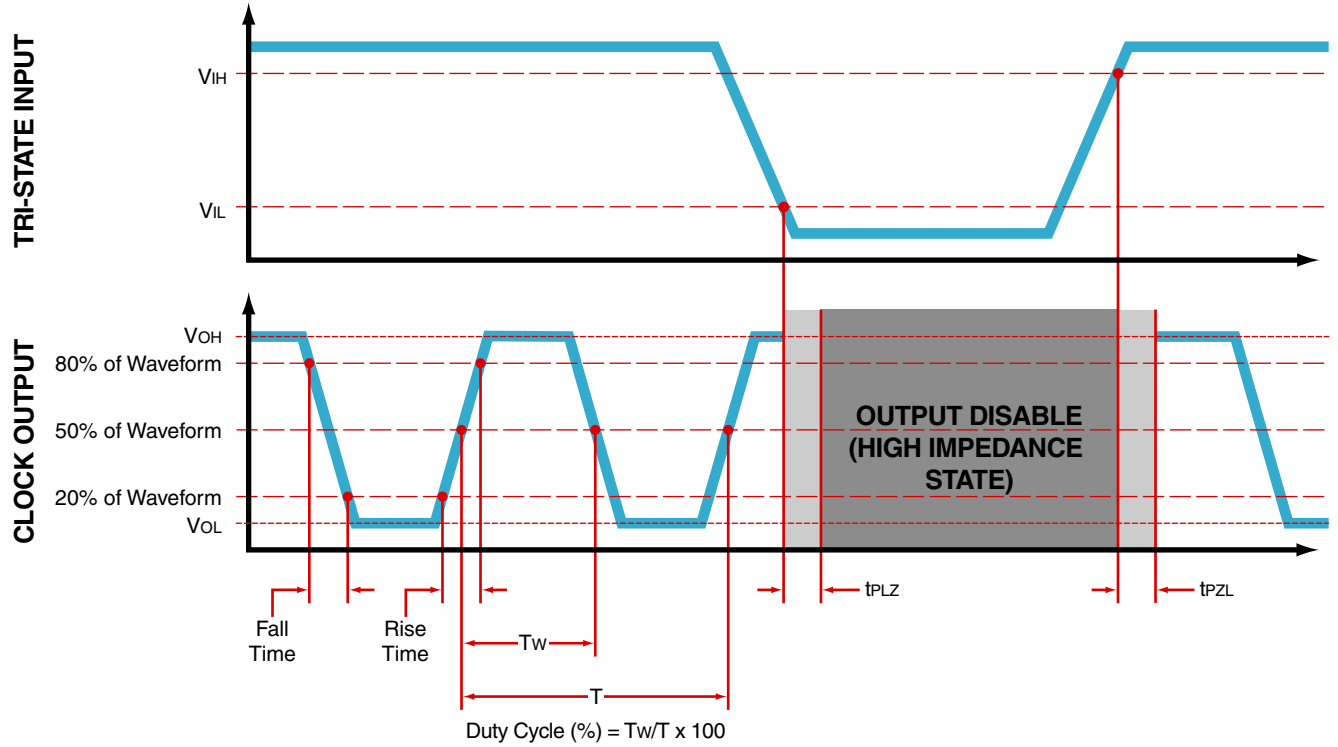 TRI-STATE INPUT
VIH
VIL
CLOCK OUTPUT
VOH
80% of Waveform
50% of Waveform
20% of Waveform
VOL
OUTPUT DISABLE
(HIGH IMPEDANCE
STATE)
tPLZ
tPZL
Fall
Time
Rise
Time
TW
T
Duty Cycle (%) = TW/T x 100